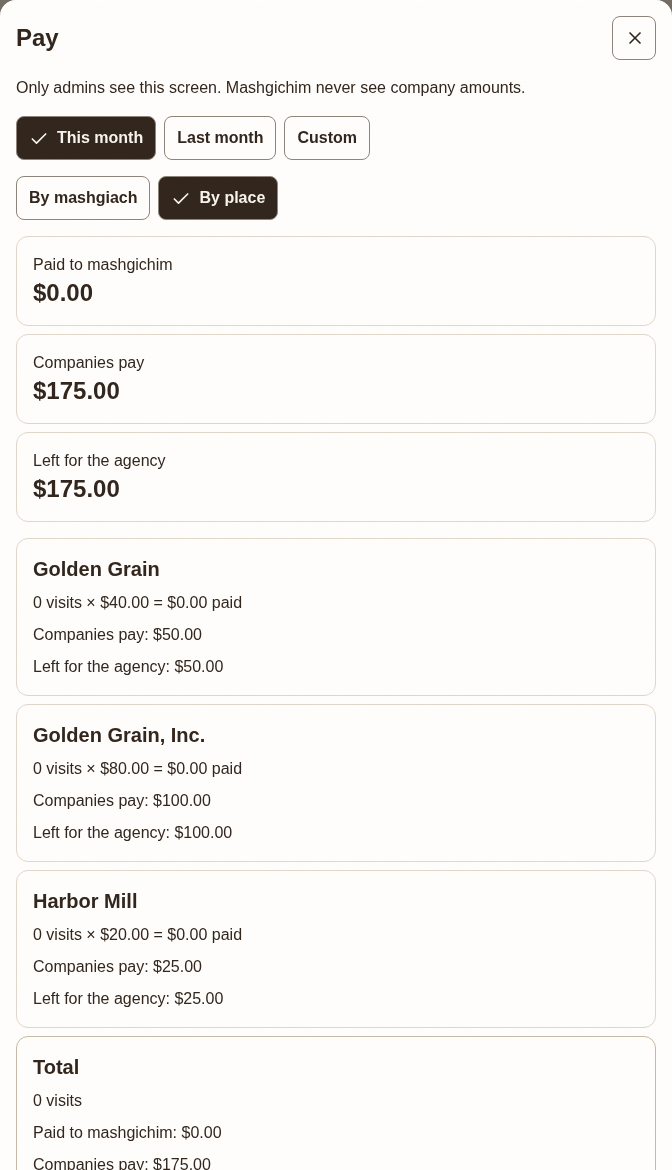 Pay
Only admins see this screen. Mashgichim never see company amounts.
This month
Last month
Custom
By mashgiach
By place
Paid to mashgichim
$0.00
Companies pay
$175.00
Left for the agency
$175.00
Golden Grain
0 visits × $40.00 = $0.00 paid
Companies pay: $50.00
Left for the agency: $50.00
Golden Grain, Inc.
0 visits × $80.00 = $0.00 paid
Companies pay: $100.00
Left for the agency: $100.00
Harbor Mill
0 visits × $20.00 = $0.00 paid
Companies pay: $25.00
Left for the agency: $25.00
Total
0 visits
Paid to mashgichim: $0.00
Companies pay: $175.00